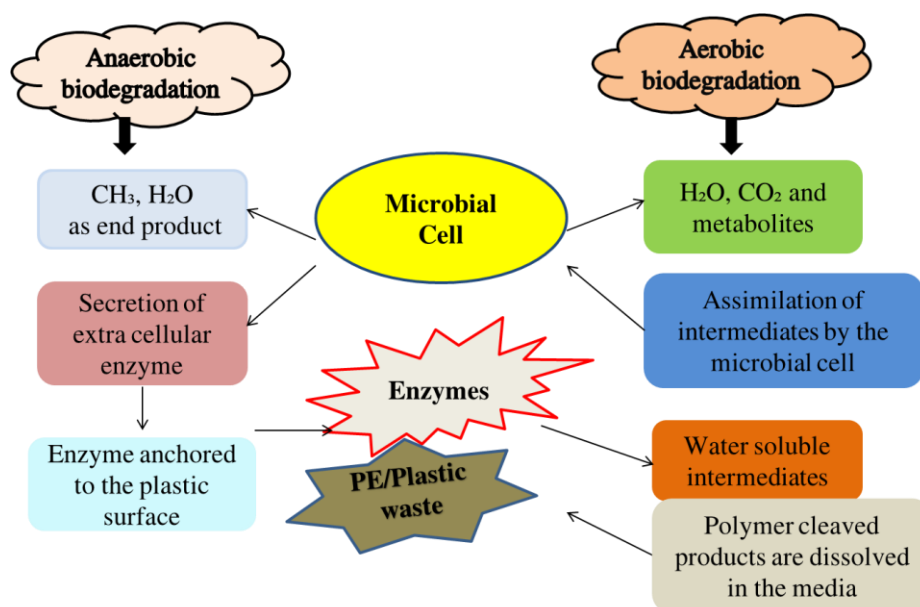 Anaerobic
biodegradation
Aerobic
biodegradation
CH₃, H₂O
as end product
Microbial
Cell
H₂O, CO₂ and
metabolites
Secretion of
extra cellular
enzyme
Assimilation of
intermediates by the
microbial cell
Enzymes
Enzyme anchored
to the plastic
surface
PE/Plastic
waste
Water soluble
intermediates
Polymer cleaved
products are dissolved
in the media